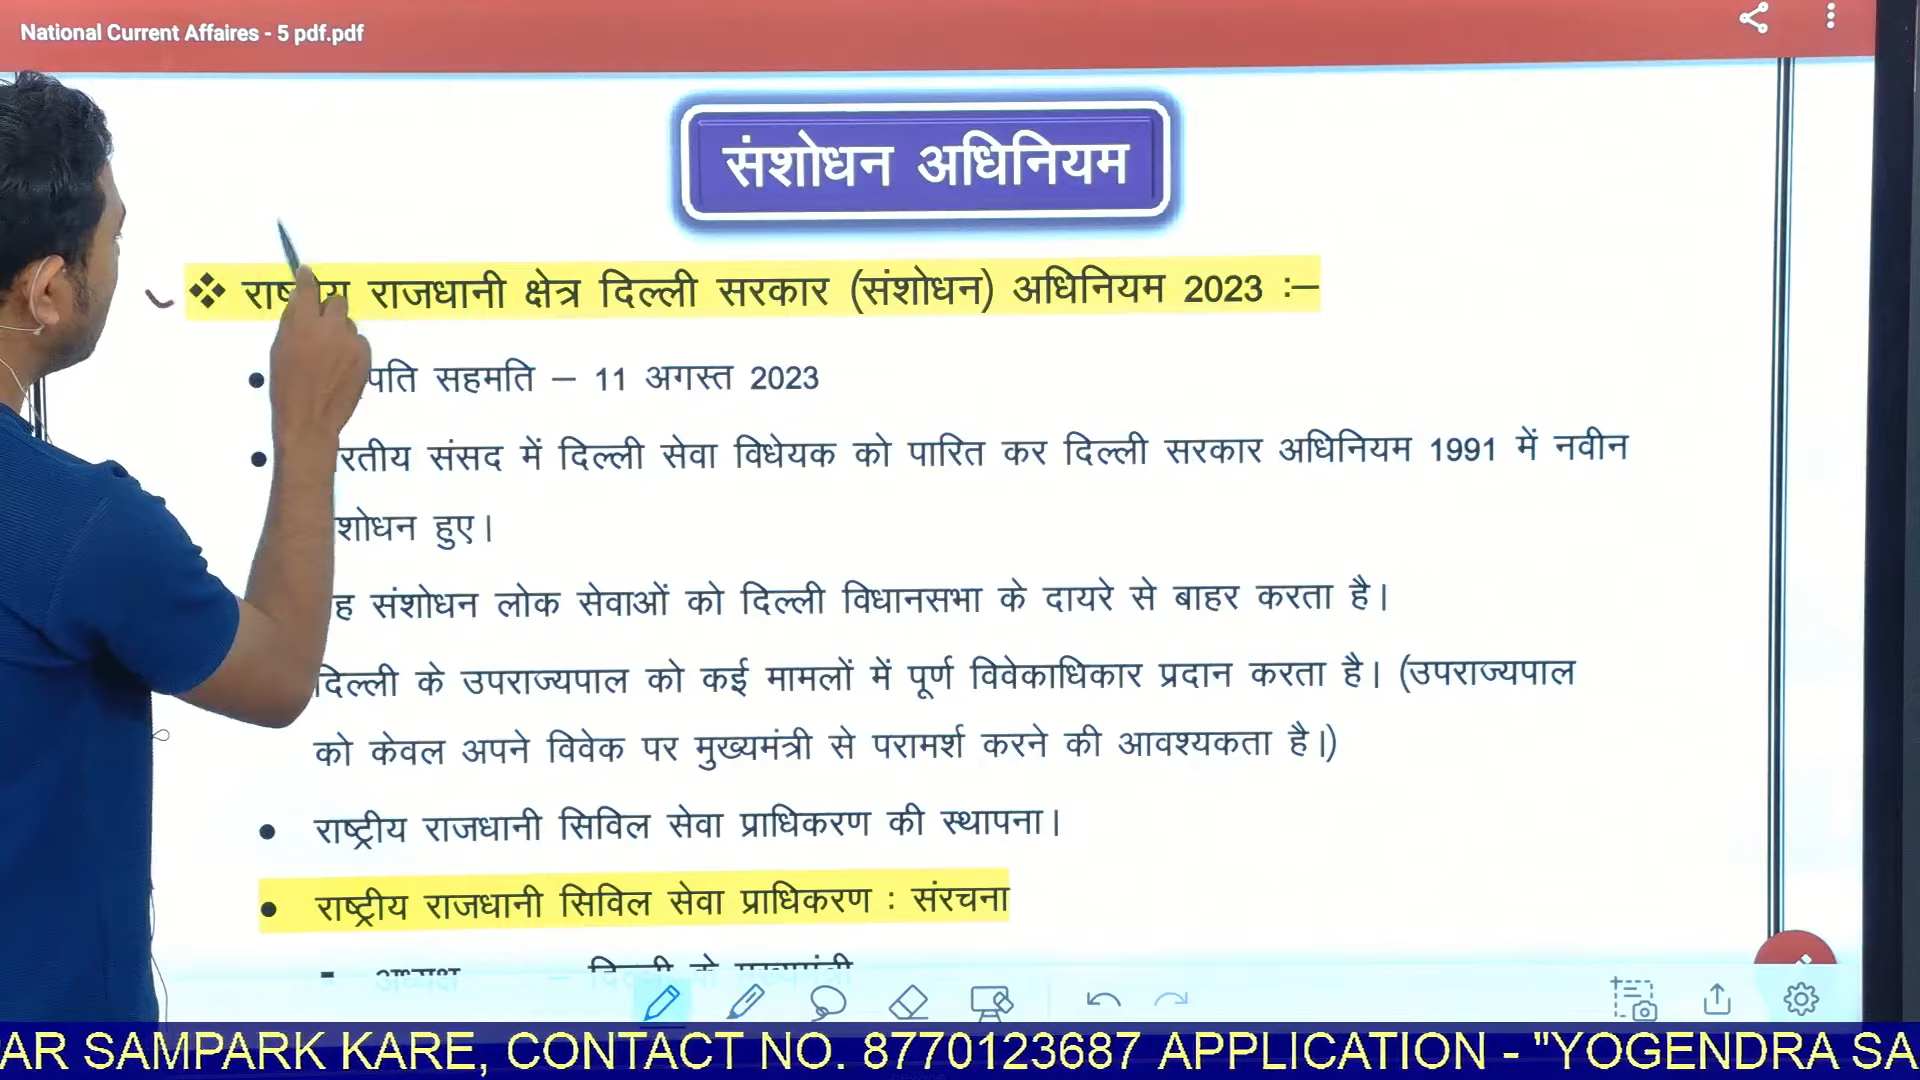 National Current Affaires - 5 pdf.pdf
संशोधन अधिनियम
❖ राजधानी क्षेत्र दिल्ली सरकार (संशोधन) अधिनियम 2023 :–
सहमति – 11 अगस्त 2023
संसद में दिल्ली सेवा विधेयक को पारित कर दिल्ली सरकार अधिनियम 1991 में नवीन
हुए।
संशोधन लोक सेवाओं को दिल्ली विधानसभा के दायरे से बाहर करता है।
दिल्ली के उपराज्यपाल को कई मामलों में पूर्ण विवेकाधिकार प्रदान करता है। (उपराज्यपाल
को केवल अपने विवेक पर मुख्यमंत्री से परामर्श करने की आवश्यकता है।)
• राष्ट्रीय राजधानी सिविल सेवा प्राधिकरण की स्थापना।
• राष्ट्रीय राजधानी सिविल सेवा प्राधिकरण : संरचना
AR SAMPARK KARE, CONTACT NO. 8770123687 APPLICATION - "YOGENDRA SA